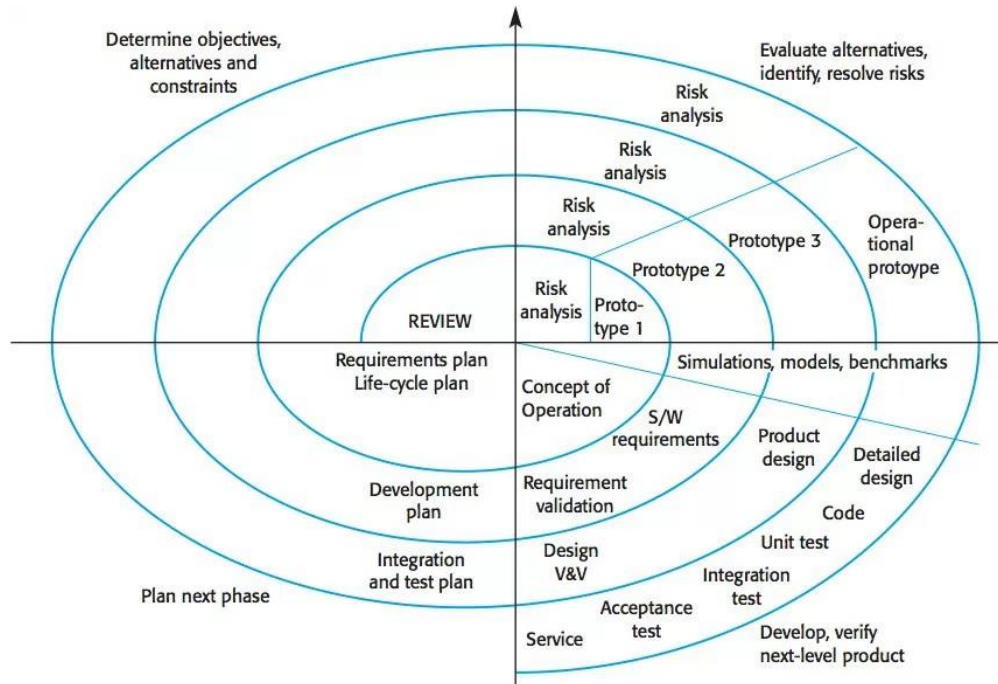 Determine objectives,
alternatives and
constraints
Evaluate alternatives,
identify, resolve risks
Risk
analysis
Risk
analysis
Risk
analysis
Risk
analysis
Proto-
type 1
Prototype 2
Prototype 3
Opera-
tional
protoype
REVIEW
Requirements plan
Life-cycle plan
Development
plan
Integration
and test plan
Plan next phase
Simulations, models, benchmarks
Concept of
Operation
S/W
requirements
Requirement
validation
Product
design
Detailed
design
Code
Unit test
Design
V&V
Integration
test
Acceptance
test
Service
Develop, verify
next-level product